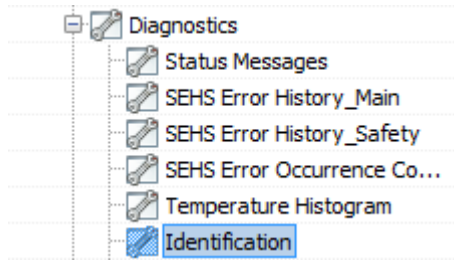 Diagnostics
Status Messages
SEHS Error History_Main
SEHS Error History_Safety
SEHS Error Occurrence Co...
Temperature Histogram
Identification